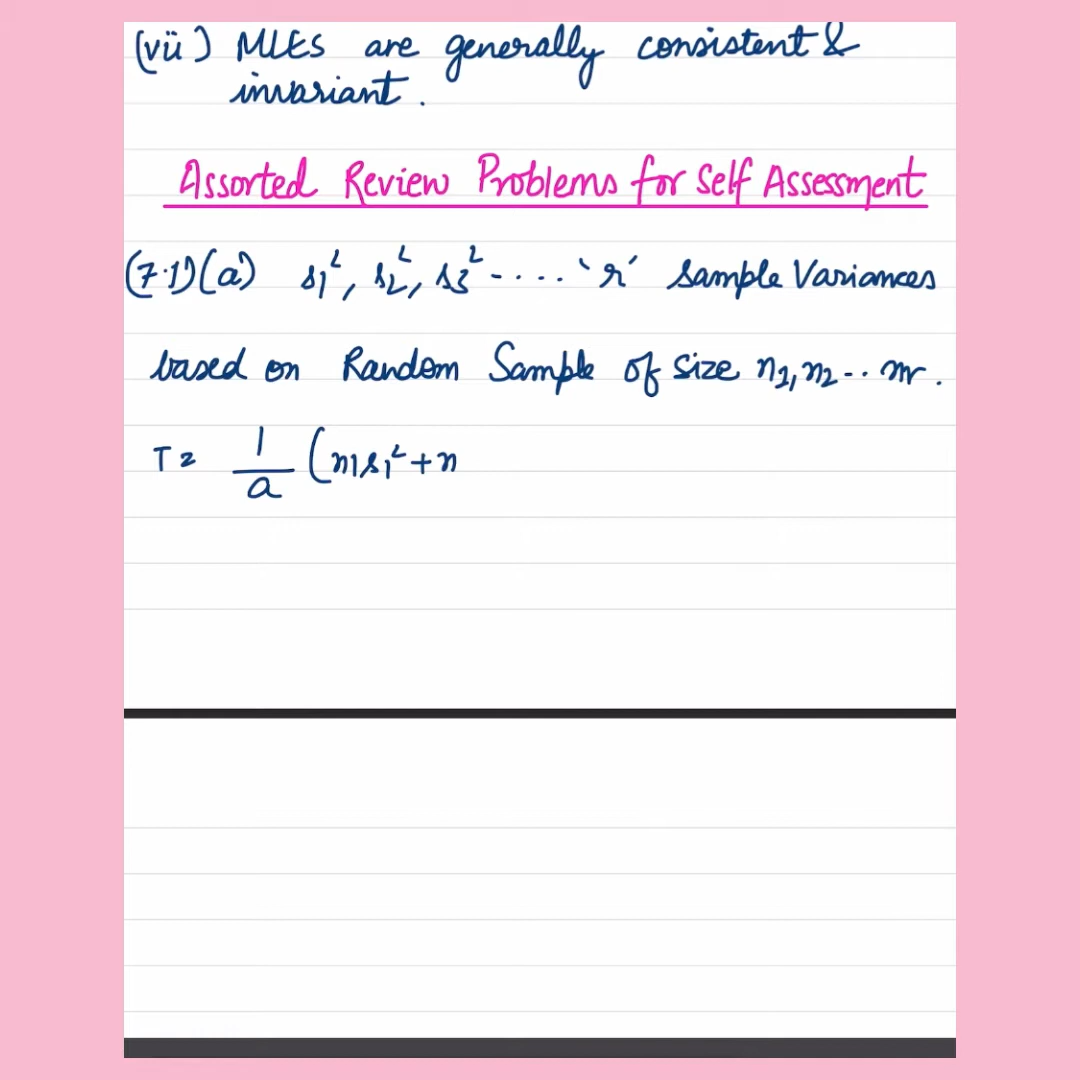 (vii) MLEs are generally consistent &
invariant.
Assorted Review Problems for Self Assessment
(7.1)(a) s₁², s₂², s₃² - .... 'r' Sample Variances
based on Random Sample of size n₁, n₂ -.. nr.
T = 1/a (n₁s₁² + n